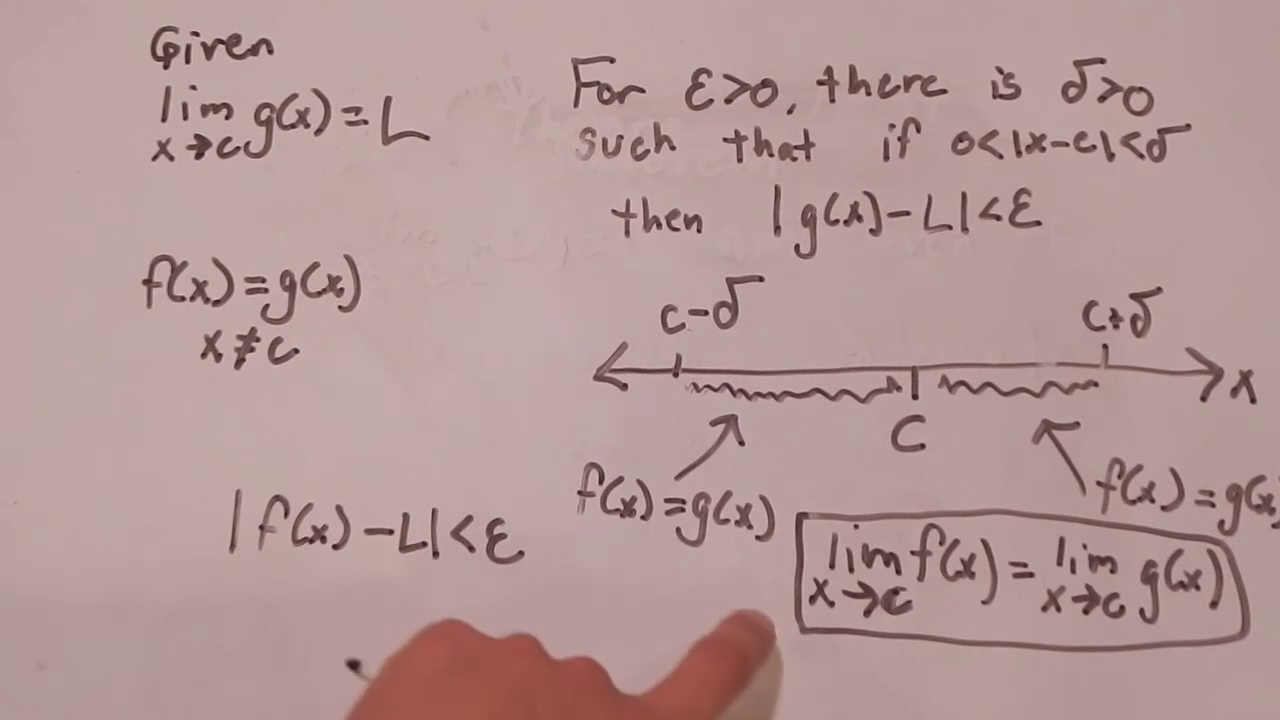 Given
lim g(x) = L
x→c
For ε>0, there is δ>0
such that if 0<|x-c|<δ
then |g(x)-L|<ε
f(x)=g(x)
x≠c
c-δ
c+δ
x
c
f(x)=g(x)
f(x)=g(x
|f(x)-L|<ε
lim f(x) = lim g(x)
x→c x→c